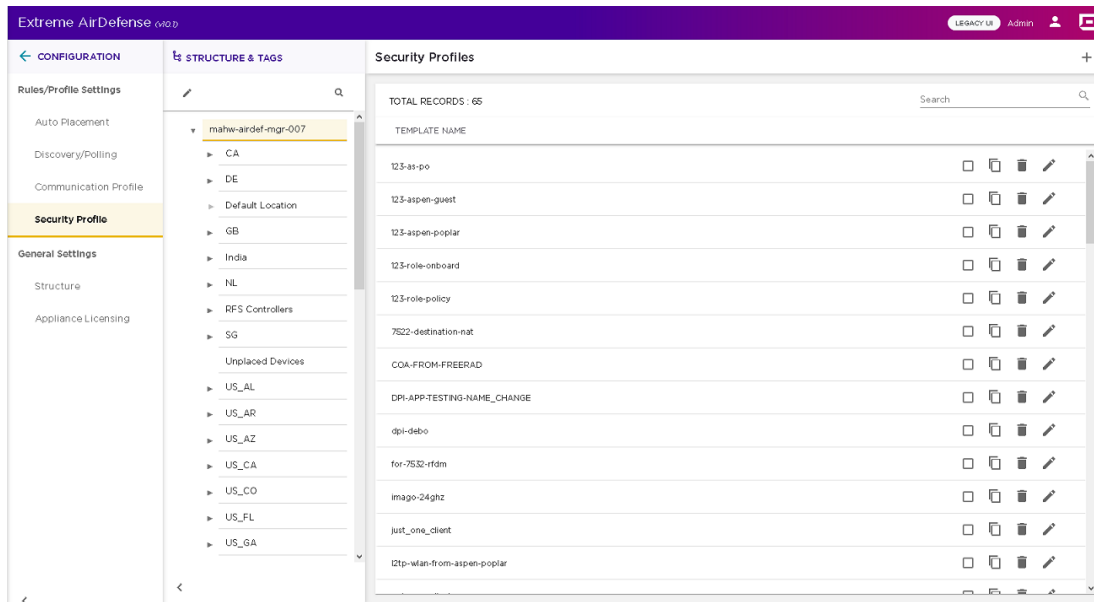 Extreme AirDefense (v10.1)
LEGACY UI
Admin
CONFIGURATION
Rules/Profile Settings
Auto Placement
Discovery/Polling
Communication Profile
Security Profile
General Settings
Structure
Appliance Licensing
STRUCTURE & TAGS
mahw-airdef-mgr-007
CA
DE
Default Location
GB
India
NL
RFS Controllers
SG
Unplaced Devices
US_AL
US_AR
US_AZ
US_CA
US_CO
US_FL
US_GA
Security Profiles
TOTAL RECORDS : 65
Search
TEMPLATE NAME
123-as-po
123-aspen-guest
123-aspen-poplar
123-role-onboard
123-role-policy
7522-destination-nat
COA-FROM-FREERAD
DPI-APP-TESTING-NAME_CHANGE
dpi-debo
for-7532-rfdm
imago-24ghz
just_one_client
l2tp-wlan-from-aspen-poplar